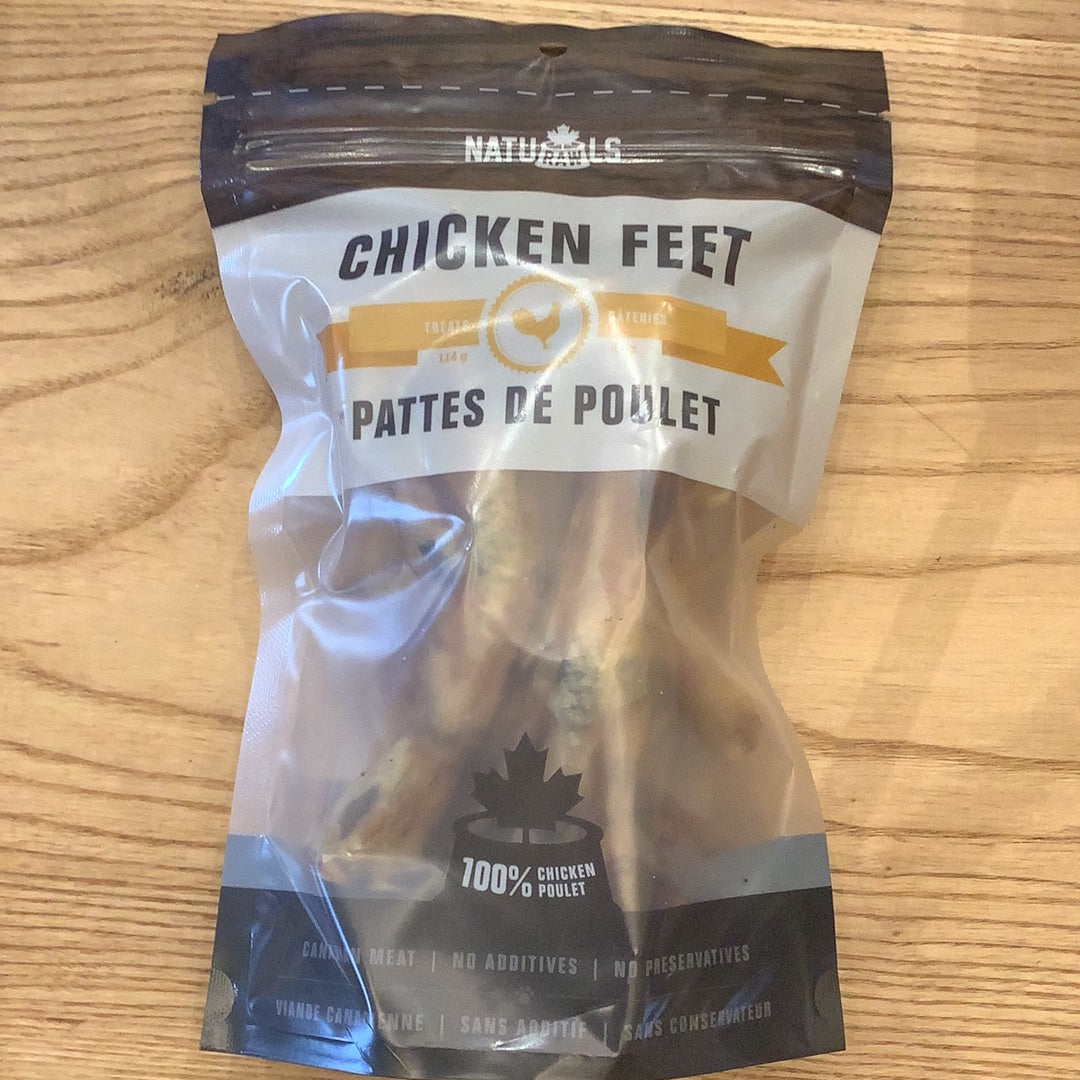 NATURAWLS
CHICKEN FEET
TREATS
114 g
PATTES DE POULET
100% CHICKEN
POULET
CANADIAN MEAT | NO ADDITIVES | NO PRESERVATIVES
VIANDE CANADIENNE | SANS ADDITIF | SANS CONSERVATEUR